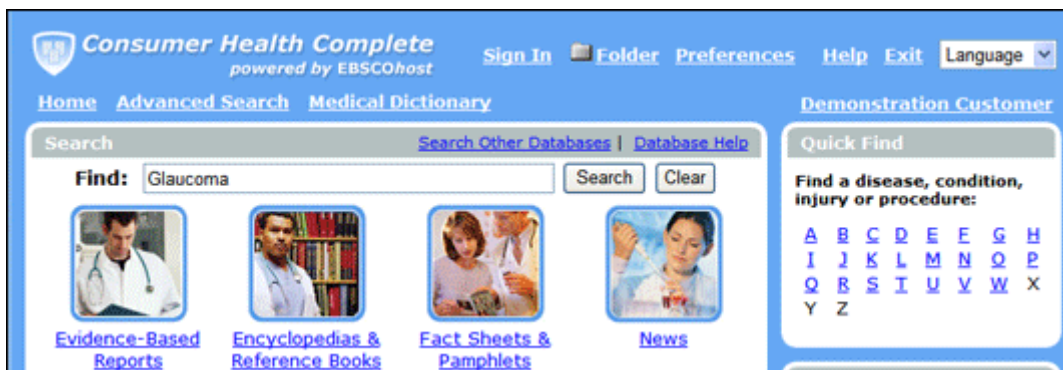 Consumer Health Complete
powered by EBSCOhost
Sign In Folder Preferences Help Exit Language
Home Advanced Search Medical Dictionary
Demonstration Customer
Search
Search Other Databases | Database Help
Find: Glaucoma Search Clear
Evidence-Based
Reports
Encyclopedias &
Reference Books
Fact Sheets &
Pamphlets
News
Quick Find
Find a disease, condition,
injury or procedure:
A B C D E F G H
I J K L M N O P
Q R S T U V W X
Y Z